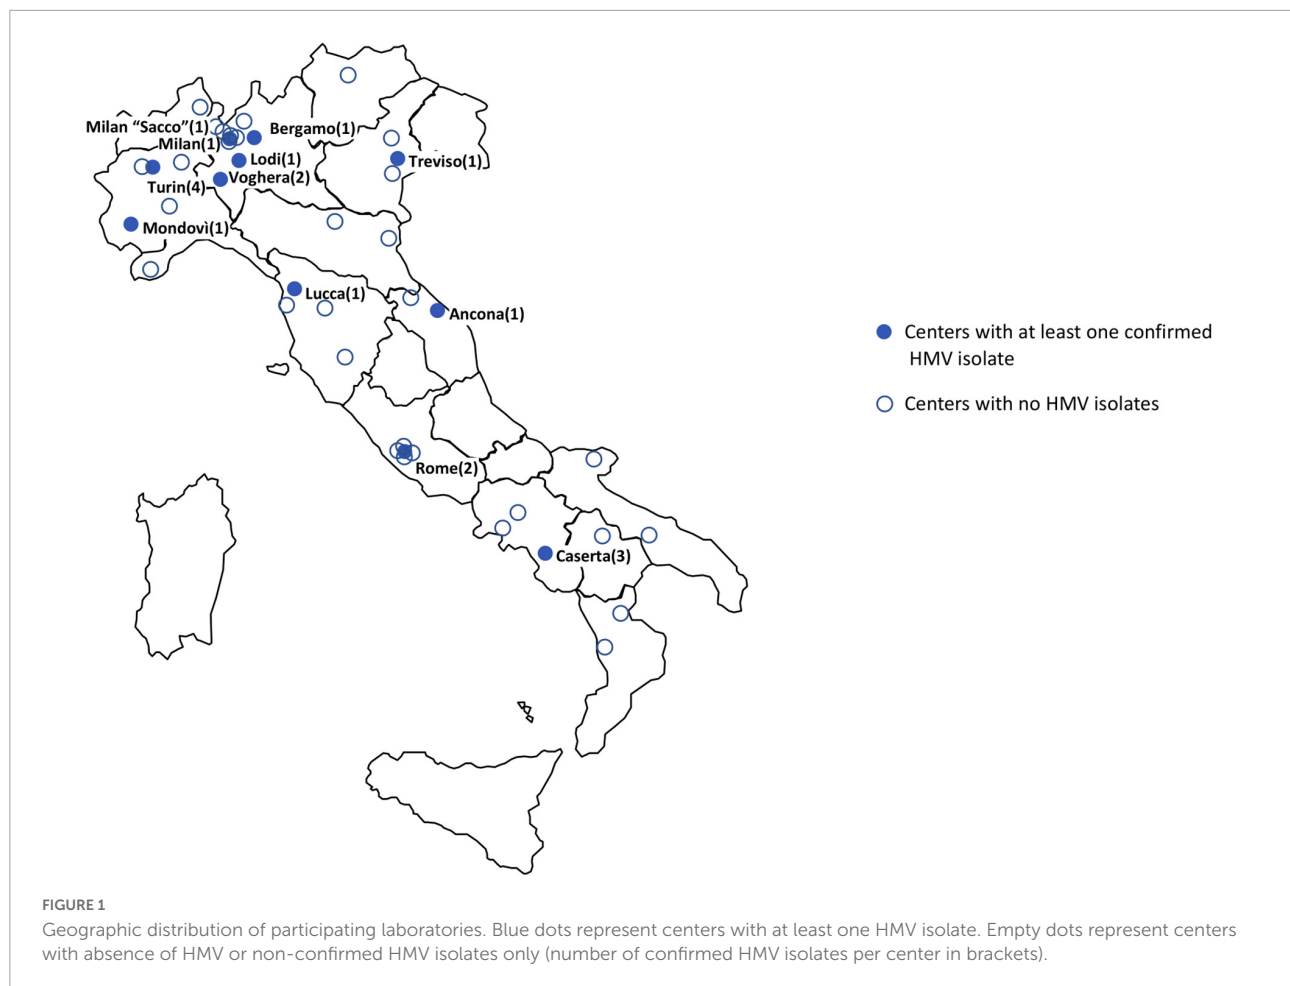 Milan “Sacco”(1)
Bergamo(1)
Milan(1)
Lodi(1)
Treviso(1)
Voghera(2)
Turin(4)
Mondovì(1)
Lucca(1)
Ancona(1)
Centers with at least one confirmed
HMV isolate
Centers with no HMV isolates
Rome(2)
Caserta(3)
FIGURE 1
Geographic distribution of participating laboratories. Blue dots represent centers with at least one HMV isolate. Empty dots represent centers
with absence of HMV or non-confirmed HMV isolates only (number of confirmed HMV isolates per center in brackets).